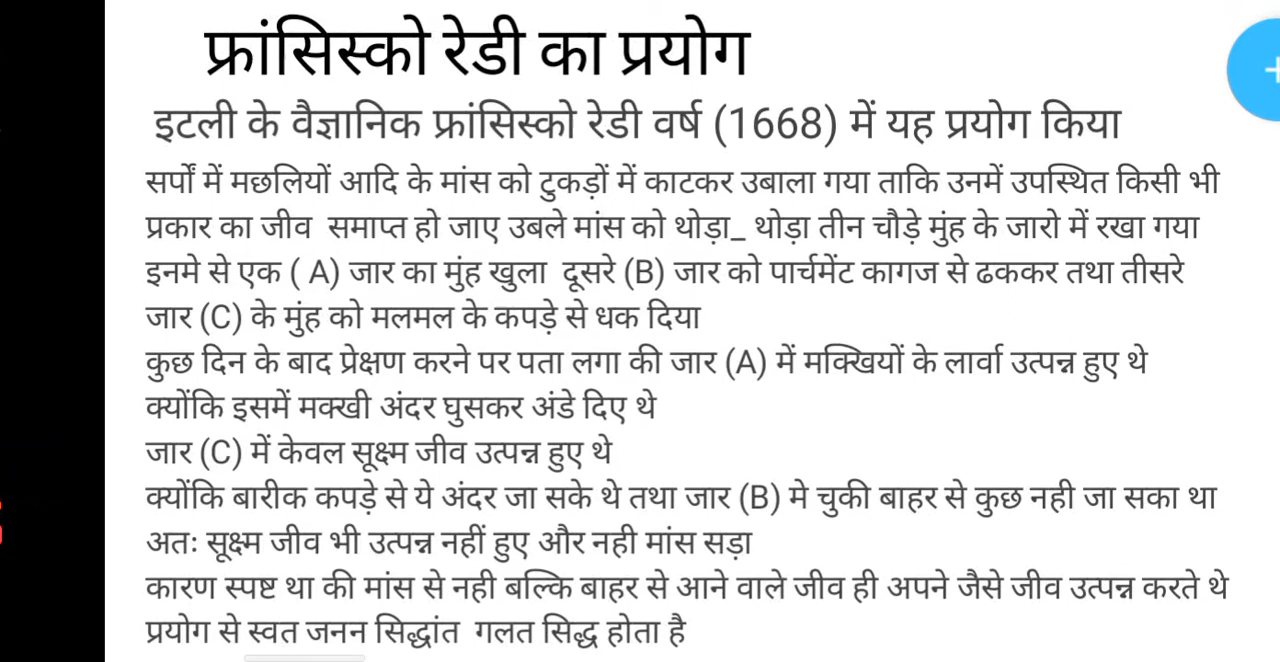 फ्रांसिस्को रेडी का प्रयोग
इटली के वैज्ञानिक फ्रांसिस्को रेडी वर्ष (1668) में यह प्रयोग किया
सर्पों में मछलियों आदि के मांस को टुकड़ों में काटकर उबाला गया ताकि उनमें उपस्थित किसी भी
प्रकार का जीव समाप्त हो जाए उबले मांस को थोड़ा_ थोड़ा तीन चौड़े मुंह के जारो में रखा गया
इनमे से एक ( A) जार का मुंह खुला दूसरे (B) जार को पार्चमेंट कागज से ढककर तथा तीसरे
जार (C) के मुंह को मलमल के कपड़े से धक दिया
कुछ दिन के बाद प्रेक्षण करने पर पता लगा की जार (A) में मक्खियों के लार्वा उत्पन्न हुए थे
क्योंकि इसमें मक्खी अंदर घुसकर अंडे दिए थे
जार (C) में केवल सूक्ष्म जीव उत्पन्न हुए थे
क्योंकि बारीक कपड़े से ये अंदर जा सके थे तथा जार (B) मे चुकी बाहर से कुछ नही जा सका था
अतः सूक्ष्म जीव भी उत्पन्न नहीं हुए और नही मांस सड़ा
कारण स्पष्ट था की मांस से नही बल्कि बाहर से आने वाले जीव ही अपने जैसे जीव उत्पन्न करते थे
प्रयोग से स्वत जनन सिद्धांत गलत सिद्ध होता है